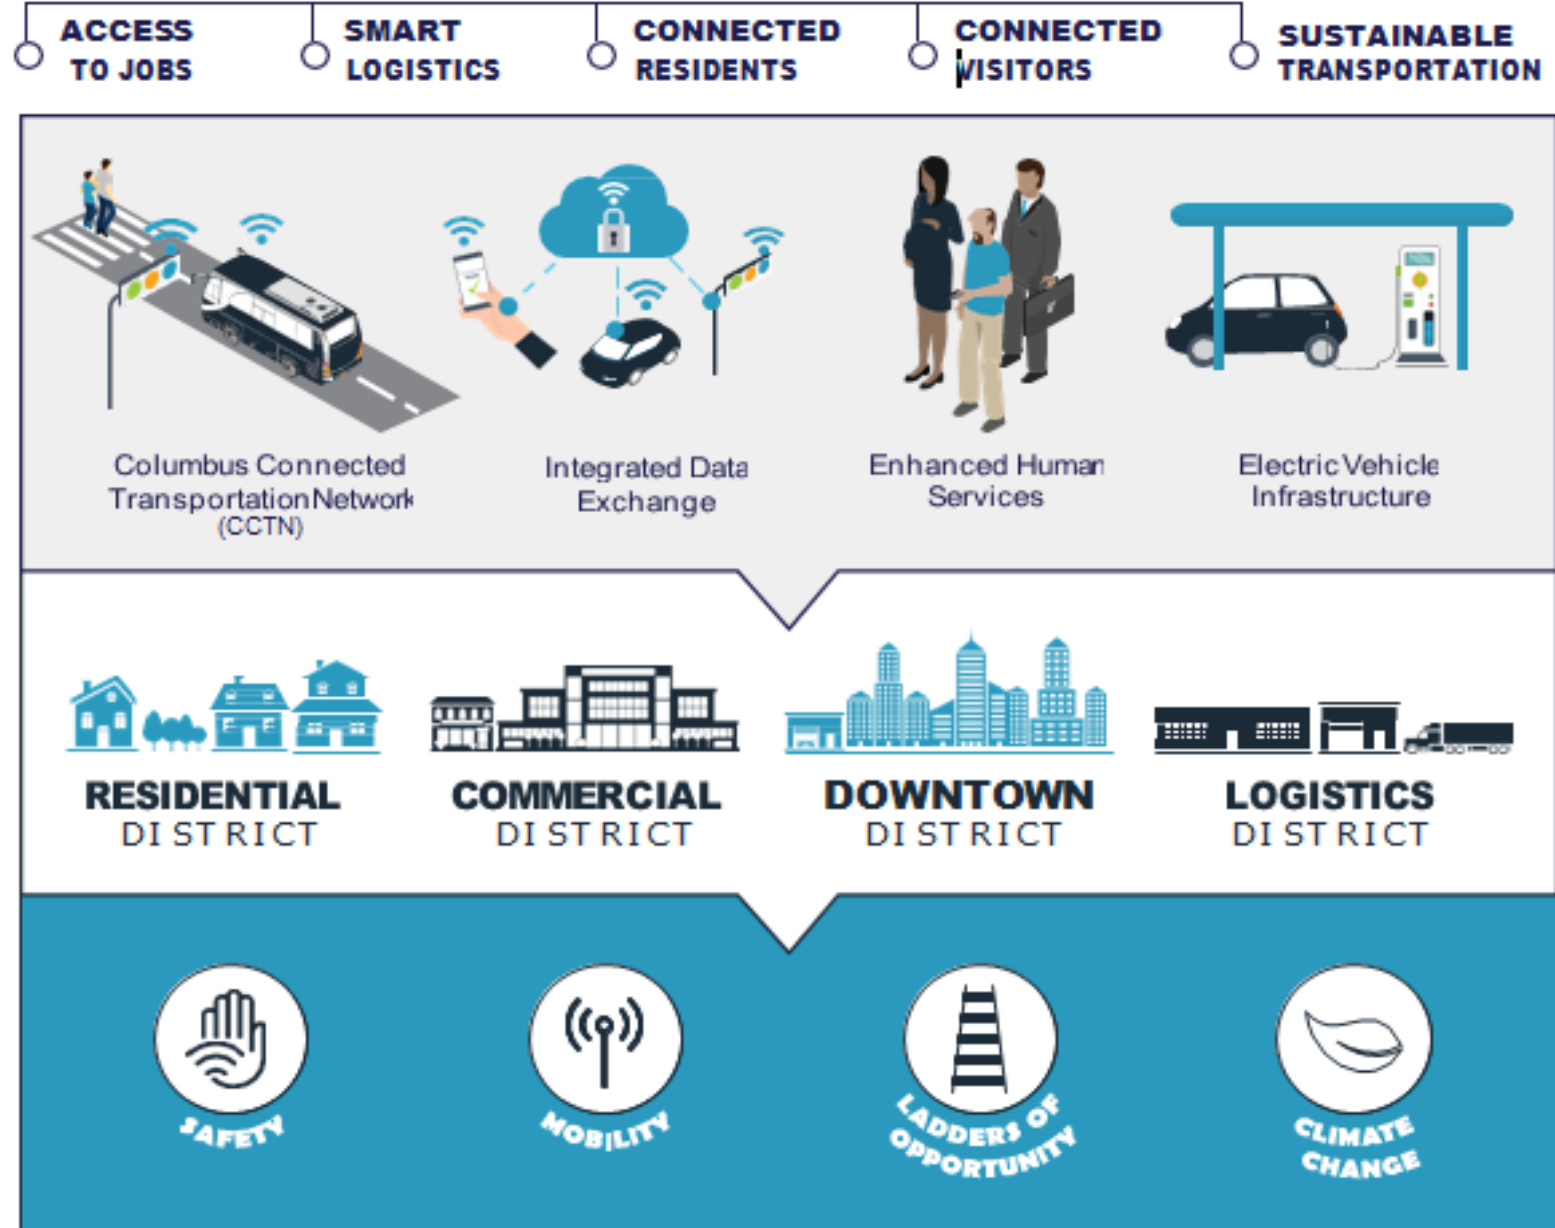 ACCESS
TO JOBS
SMART
LOGISTICS
CONNECTED
RESIDENTS
CONNECTED
VISITORS
SUSTAINABLE
TRANSPORTATION
Columbus Connected
Transportation Network
(CCTN)
Integrated Data
Exchange
Enhanced Human
Services
Electric Vehicle
Infrastructure
RESIDENTIAL
DISTRICT
COMMERCIAL
DISTRICT
DOWNTOWN
DISTRICT
LOGISTICS
DISTRICT
SAFETY
MOBILITY
LADDERS OF
OPPORTUNITY
CLIMATE
CHANGE